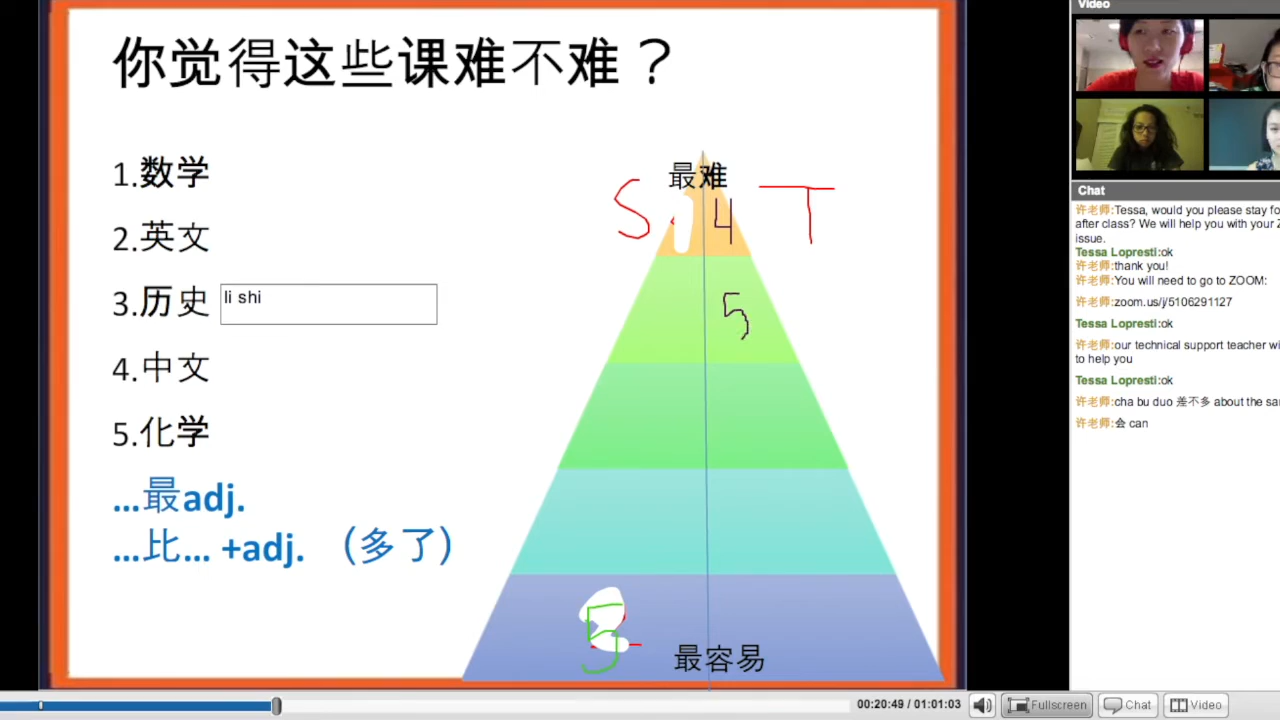 你觉得这些课难不难？
1.数学
2.英文
3.历史
li shi
4.中文
5.化学
…最adj.
…比… +adj. （多了）
最难
S T
4
5
5
最容易
Video
Chat
许老师:Tessa, would you please stay
after class? We will help you with your
issue.
Tessa Lopresti:ok
许老师:thank you!
许老师:You will need to go to ZOOM:
许老师:zoom.us/j/5106291127
Tessa Lopresti:ok
许老师:our technical support teacher
to help you
Tessa Lopresti:ok
许老师:cha bu duo 差不多 about the
许老师:会 can
00:20:49 / 01:01:03
Fullscreen
Chat
Video